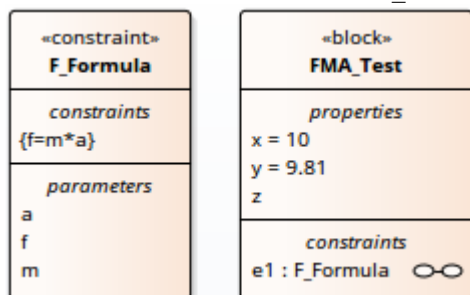 «constraint»
F_Formula
constraints
{f=m*a}
parameters
a
f
m
«block»
FMA_Test
properties
x = 10
y = 9.81
z
constraints
e1 : F_Formula